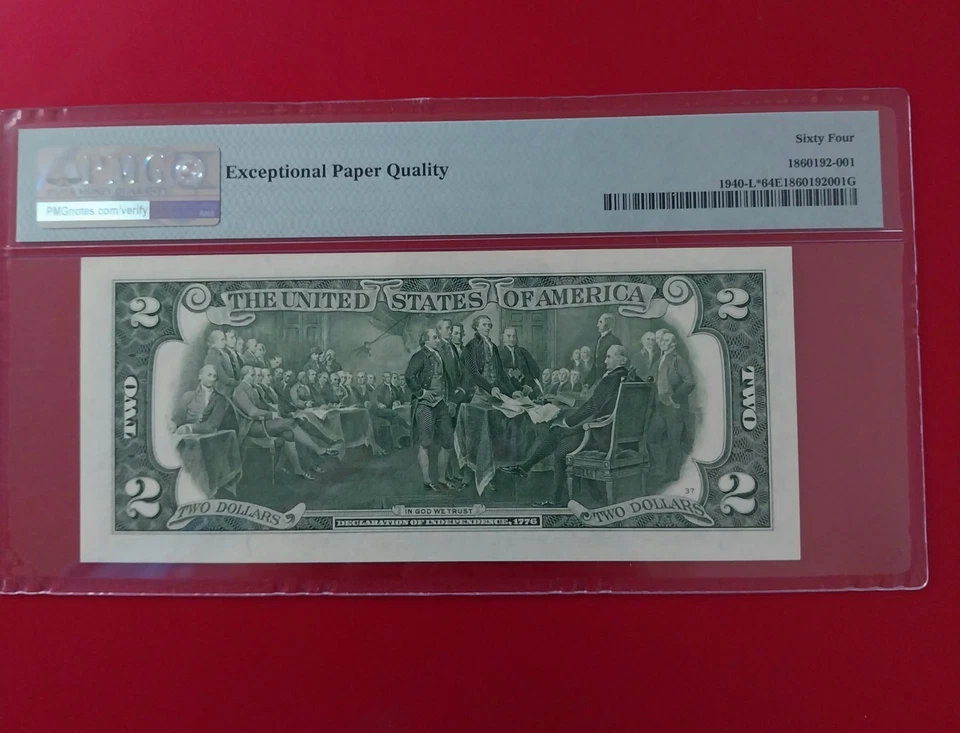 PMG
PMGnotes.com/verify
Exceptional Paper Quality
Sixty Four
1860192-001
1940-L*64E1860192001G
2
THE UNITED STATES OF AMERICA
2
TWO
TWO
2
TWO DOLLARS
IN GOD WE TRUST
DECLARATION OF INDEPENDENCE, 1776
37
TWO DOLLARS
2